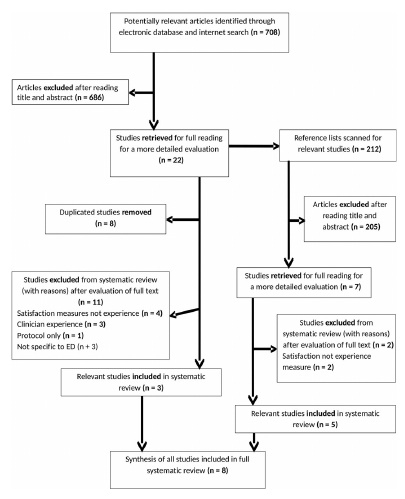 Potentially relevant articles identified through
electronic database and internet search (n = 708)
Articles excluded after reading
title and abstract (n = 686)
Studies retrieved for full reading
for a more detailed evaluation
(n = 22)
Reference lists scanned for
relevant studies (n = 212)
Duplicated studies removed
(n = 8)
Articles excluded after
reading title and
abstract (n = 205)
Studies retrieved for full reading for
a more detailed evaluation (n = 7)
Studies excluded from systematic review
(with reasons) after evaluation of full text
(n = 11)
Satisfaction measures not experience (n = 4)
Clinician experience (n = 3)
Protocol only (n = 1)
Not specific to ED (n + 3)
Studies excluded from
systematic review (with reasons)
after evaluation of full text (n = 2)
Satisfaction not experience
measure (n = 2)
Relevant studies included in systematic
review (n = 3)
Relevant studies included in systematic
review (n = 5)
Synthesis of all studies included in full
systematic review (n = 8)